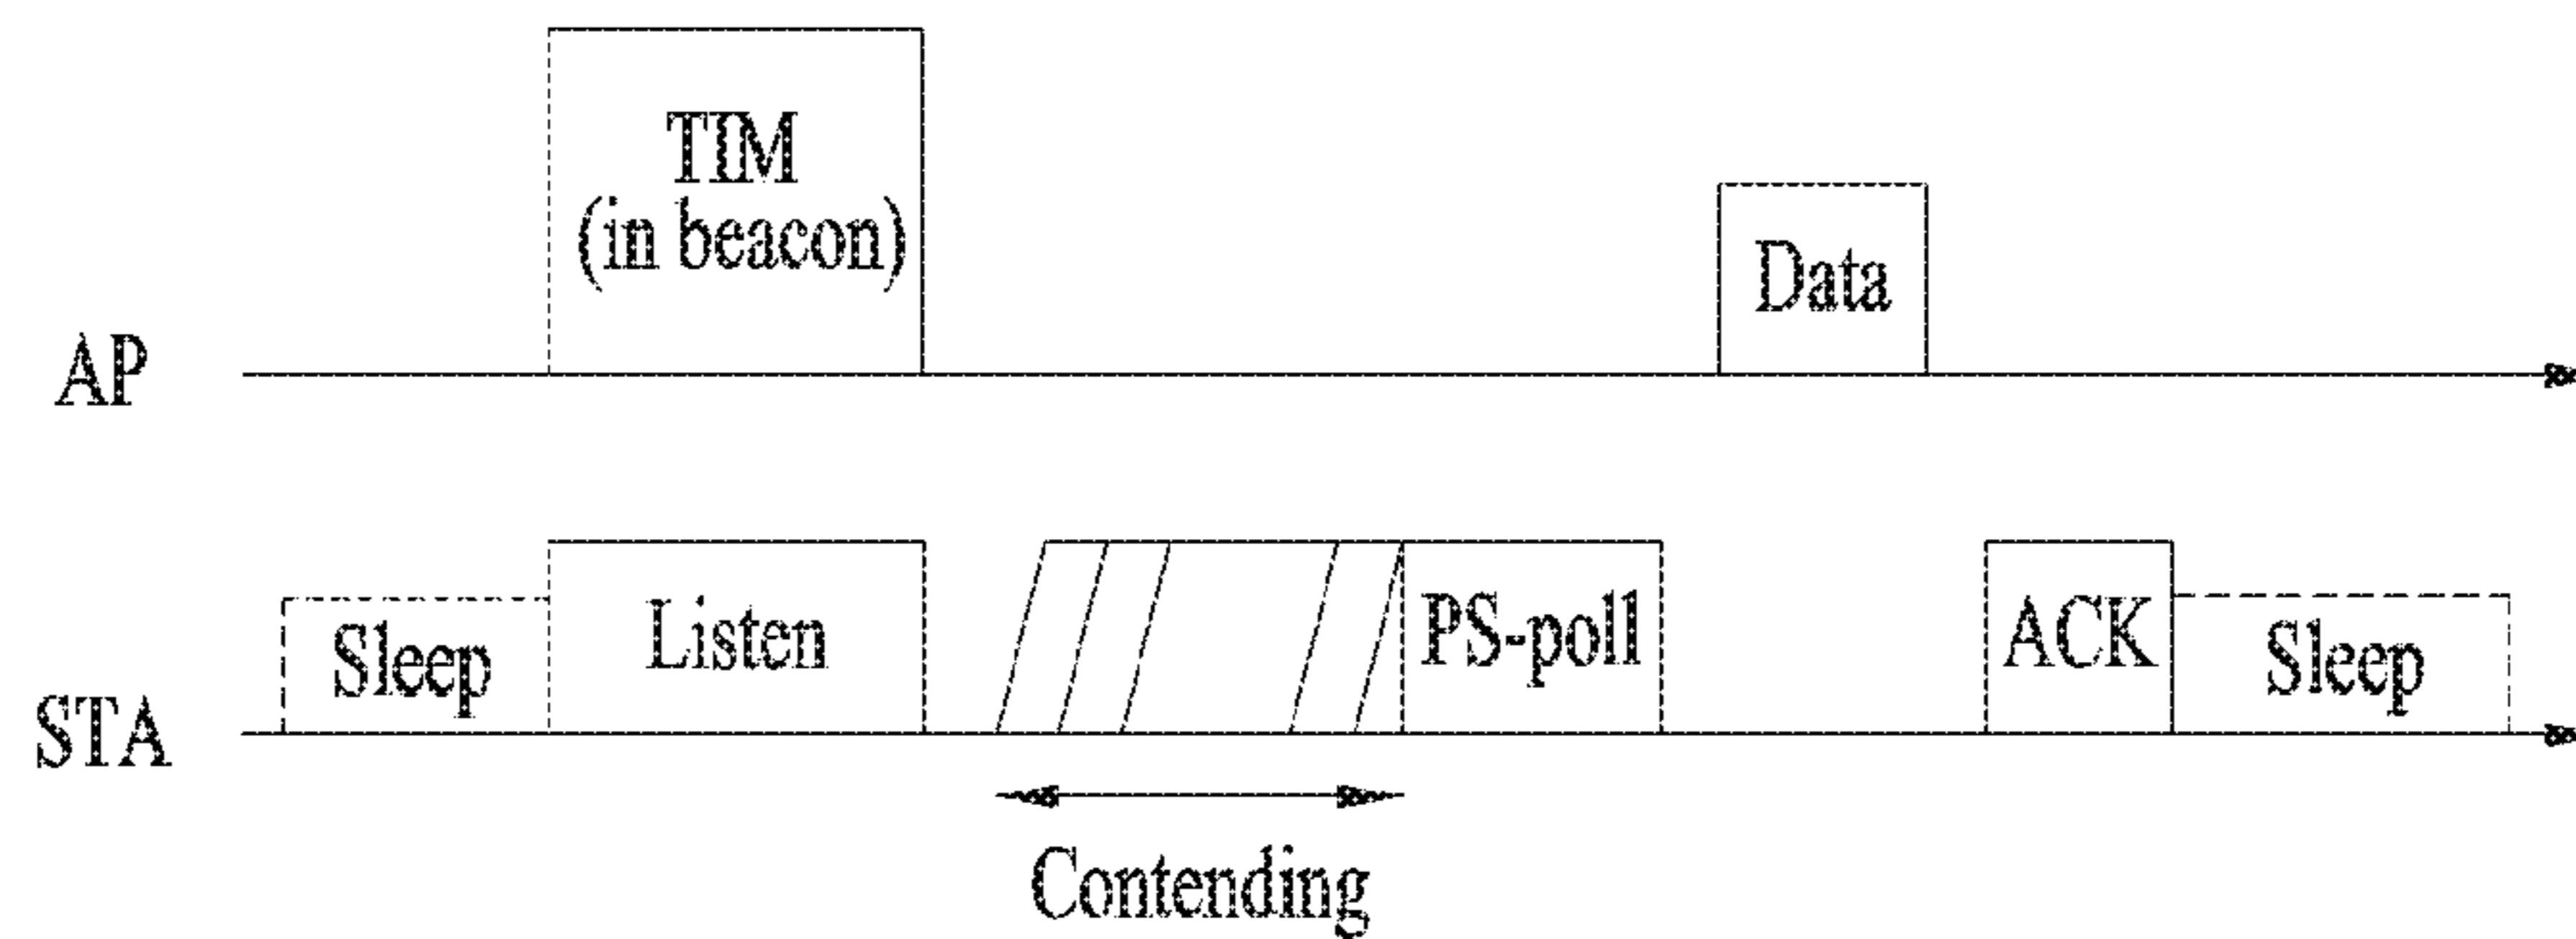 TIM
(in beacon)
Data
AP
Sleep
Listen
PS-poll
ACK
Sleep
STA
Contending